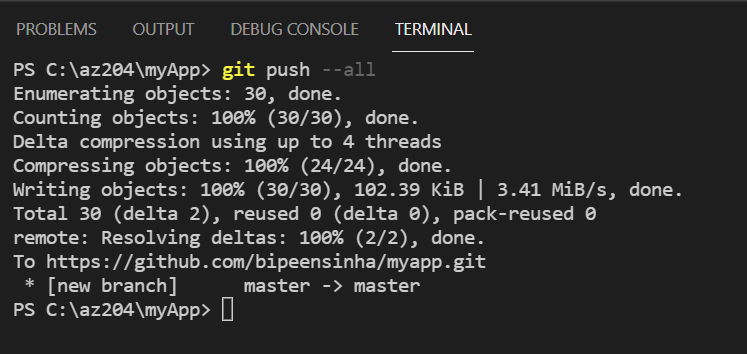 PROBLEMS OUTPUT DEBUG CONSOLE TERMINAL
PS C:\az204\myApp> git push --all
Enumerating objects: 30, done.
Counting objects: 100% (30/30), done.
Delta compression using up to 4 threads
Compressing objects: 100% (24/24), done.
Writing objects: 100% (30/30), 102.39 KiB | 3.41 MiB/s, done.
Total 30 (delta 2), reused 0 (delta 0), pack-reused 0
remote: Resolving deltas: 100% (2/2), done.
To https://github.com/bipeensinha/myapp.git
 * [new branch]      master -> master
PS C:\az204\myApp>